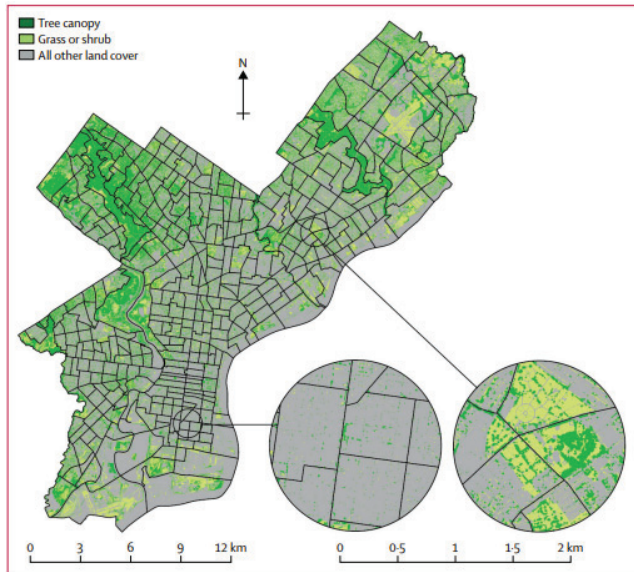 Tree canopy
Grass or shrub
All other land cover
N
0 3 6 9 12 km
0 0·5 1 1·5 2 km